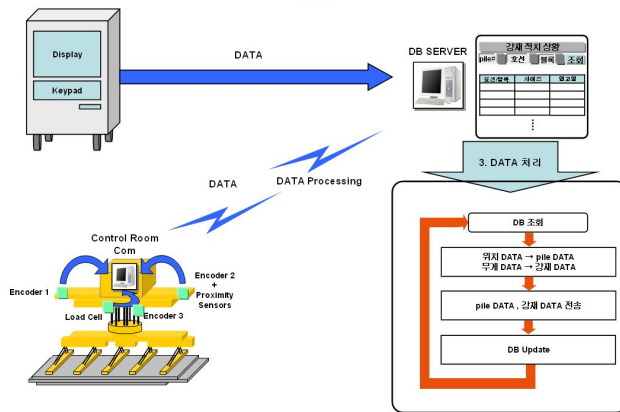 Display
Keypad
DATA
DB SERVER
강재 적치 상황
pile#
호선
블록
조회
호선/블록
사이즈
입고일
3. DATA 처리
DATA
DATA Processing
Control Room
Com
Encoder 1
Encoder 2
+
Proximity
Sensors
Load Cell
Encoder 3
DB 조회
위치 DATA → pile DATA
무게 DATA → 강재 DATA
pile DATA , 강재 DATA 전송
DB Update